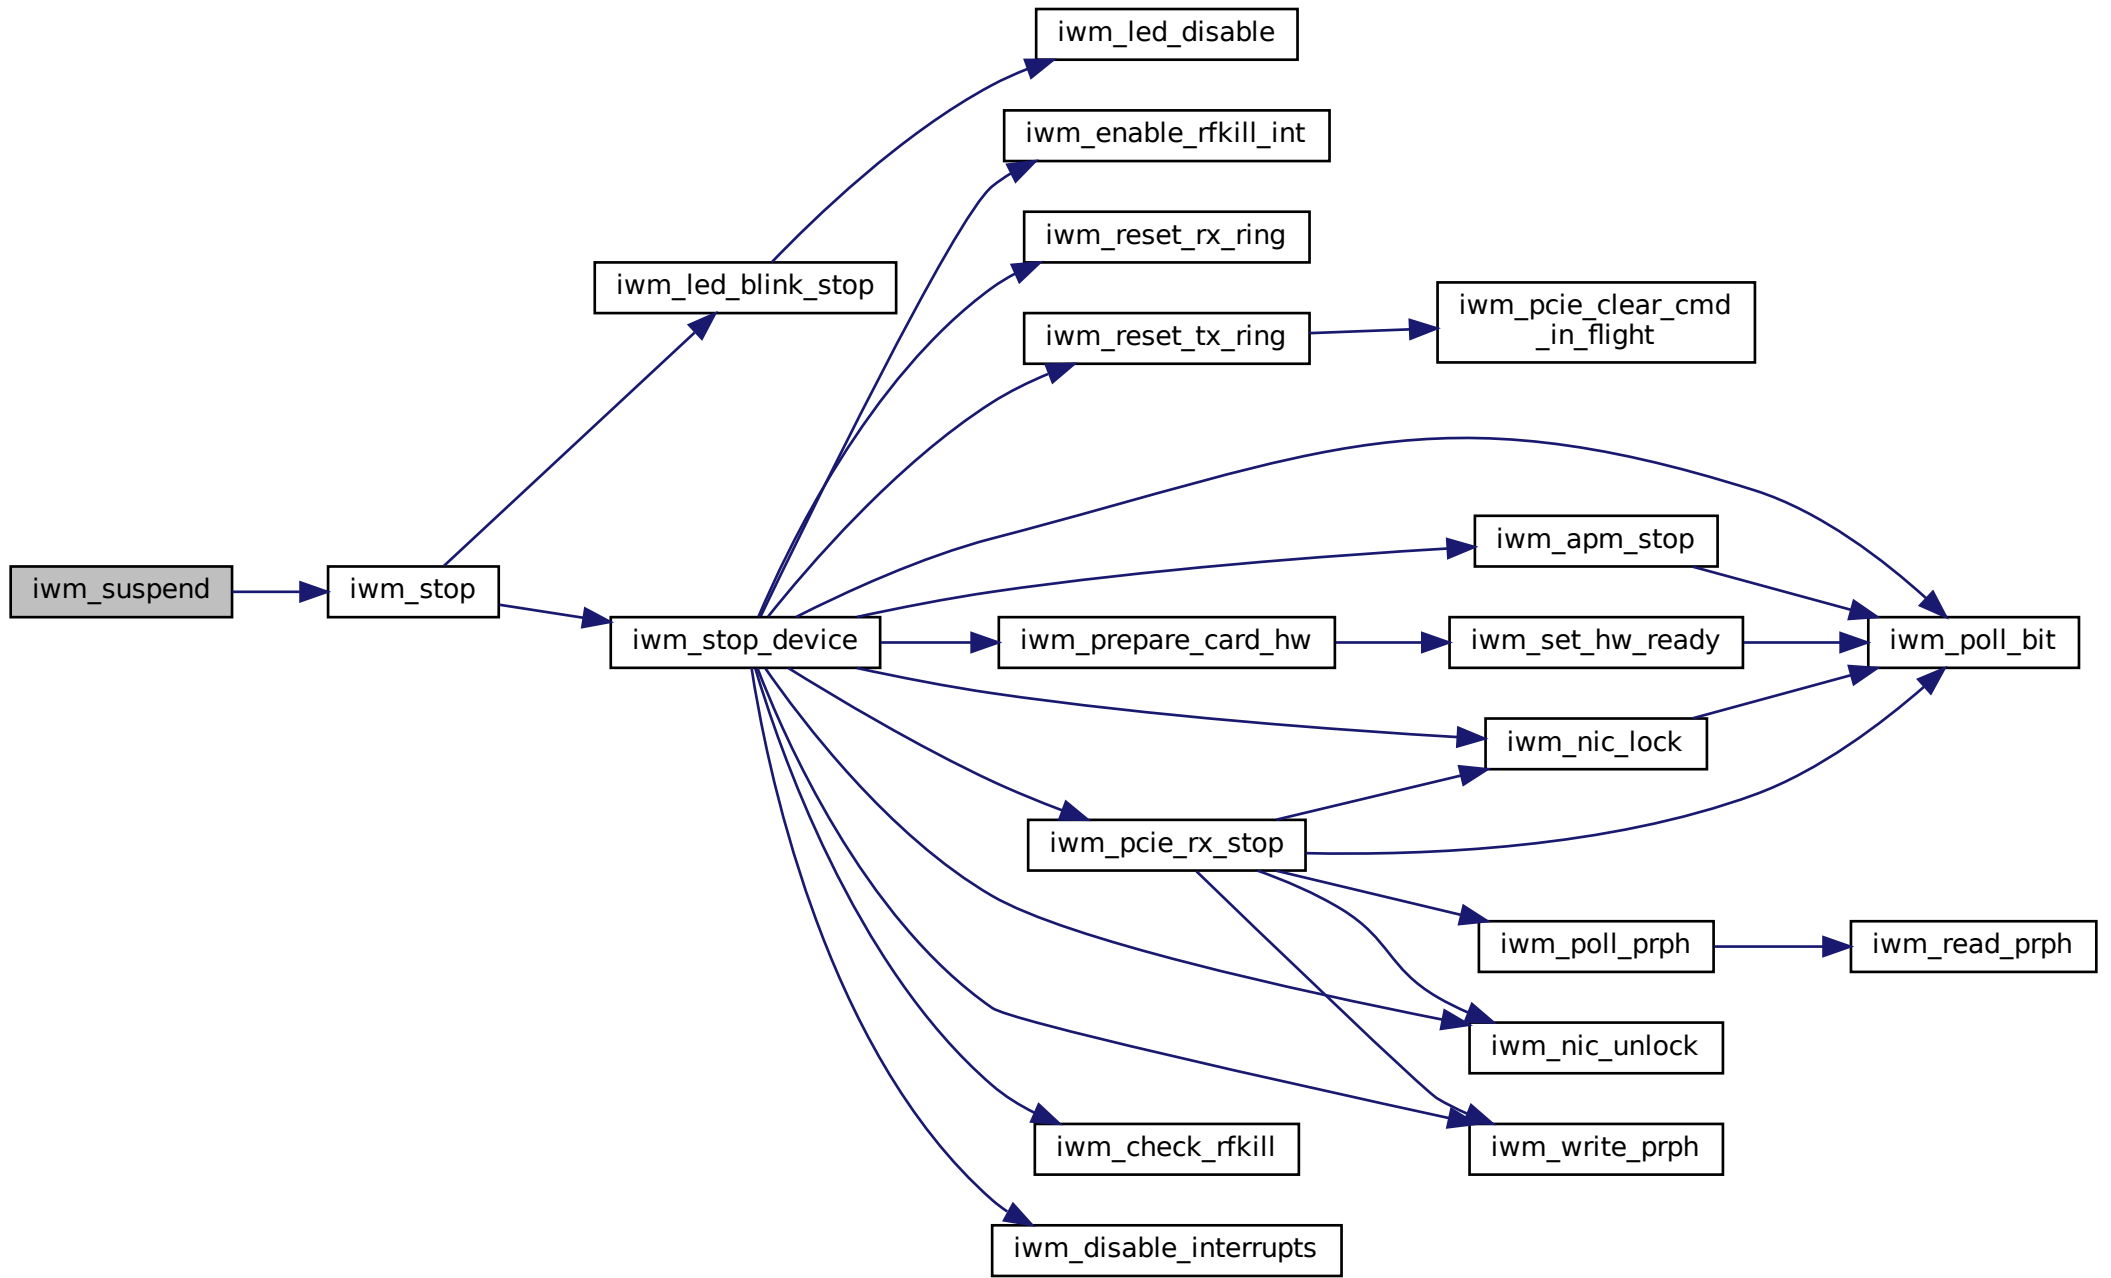 iwm_led_disable
iwm_enable_rfkill_int
iwm_reset_rx_ring
iwm_led_blink_stop
iwm_pcie_clear_cmd
_in_flight
iwm_reset_tx_ring
iwm_apm_stop
iwm_suspend
iwm_stop
iwm_stop_device
iwm_prepare_card_hw
iwm_set_hw_ready
iwm_poll_bit
iwm_nic_lock
iwm_pcie_rx_stop
iwm_poll_prph
iwm_read_prph
iwm_nic_unlock
iwm_check_rfkill
iwm_write_prph
iwm_disable_interrupts